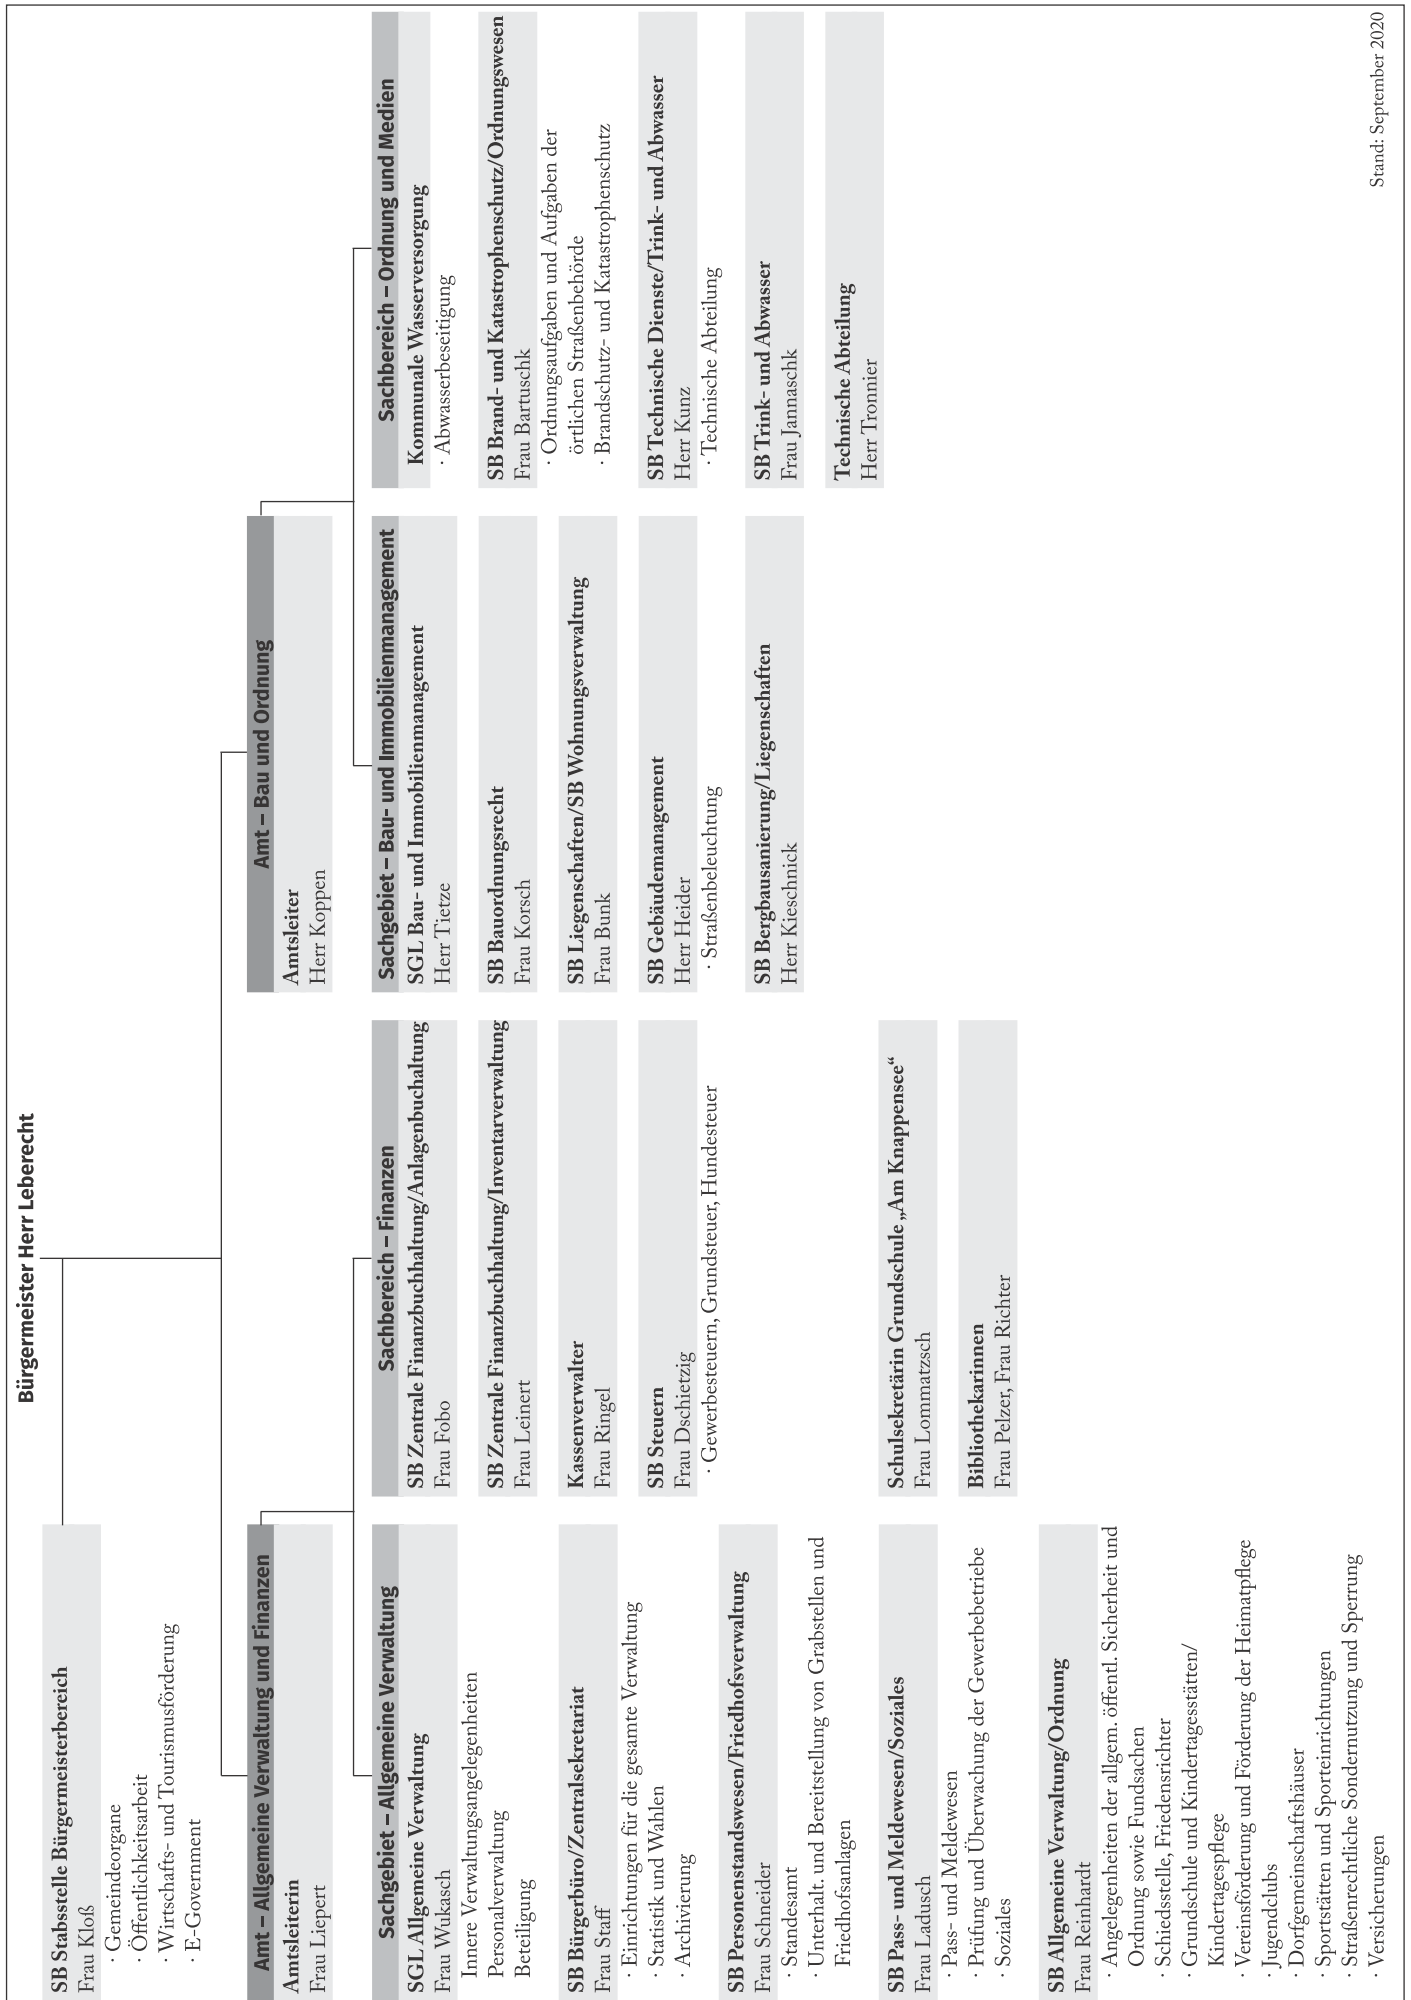 Bürgermeister Herr Leberecht
SB Stabsstelle Bürgermeisterbereich
Frau Kloß
· Gemeindeorgane
· Öffentlichkeitsarbeit
· Wirtschafts- und Tourismusförderung
· E-Government
Amt – Allgemeine Verwaltung und Finanzen
Amtsleiterin
Frau Liepert
Sachgebiet – Allgemeine Verwaltung
SGL Allgemeine Verwaltung
Frau Wukasch
Innere Verwaltungsangelegenheiten
Personalverwaltung
Beteiligung
SB Bürgerbüro/Zentralsekretariat
Frau Staff
· Einrichtungen für die gesamte Verwaltung
· Statistik und Wahlen
· Archivierung
SB Personenstandswesen/Friedhofsverwaltung
Frau Schneider
· Standesamt
· Unterhalt. und Bereitstellung von Grabstellen und
Friedhofsanlagen
SB Pass- und Meldewesen/Soziales
Frau Ladusch
· Pass- und Meldewesen
· Prüfung und Überwachung der Gewerbebetriebe
· Soziales
SB Allgemeine Verwaltung/Ordnung
Frau Reinhardt
· Angelegenheiten der allgem. öffentl. Sicherheit und
Ordnung sowie Fundsachen
· Schiedsstelle, Friedensrichter
· Grundschule und Kindertagesstätten/
Kindertagespflege
· Vereinsförderung und Förderung der Heimatpflege
· Jugendclubs
· Dorfgemeinschaftshäuser
· Sportstätten und Sporteinrichtungen
· Straßenrechtliche Sondernutzung und Sperrung
· Versicherungen
Sachbereich – Finanzen
SB Zentrale Finanzbuchhaltung/Anlagenbuchaltung
Frau Fobo
SB Zentrale Finanzbuchhaltung/Inventarverwaltung
Frau Leinert
Kassenverwalter
Frau Ringel
SB Steuern
Frau Dschietzig
· Gewerbesteuern, Grundsteuer, Hundesteuer
Schulsekretärin Grundschule „Am Knappensee“
Frau Lommatzsch
Bibliothekarinnen
Frau Pelzer, Frau Richter
Amt – Bau und Ordnung
Amtsleiter
Herr Koppen
Sachgebiet – Bau- und Immobilienmanagement
SGL Bau- und Immobilienmanagement
Herr Tietze
SB Bauordnungsrecht
Frau Korsch
SB Liegenschaften/SB Wohnungsverwaltung
Frau Bunk
SB Gebäudemanagement
Herr Heider
· Straßenbeleuchtung
SB Bergbausanierung/Liegenschaften
Herr Kieschnick
Sachbereich – Ordnung und Medien
Kommunale Wasserversorgung
· Abwasserbeseitigung
SB Brand- und Katastrophenschutz/Ordnungswesen
Frau Bartuschk
· Ordnungsaufgaben und Aufgaben der
örtlichen Straßenbehörde
· Brandschutz- und Katastrophenschutz
SB Technische Dienste/Trink- und Abwasser
Herr Kunz
· Technische Abteilung
SB Trink- und Abwasser
Frau Jannaschk
Technische Abteilung
Herr Tronnier
Stand: September 2020